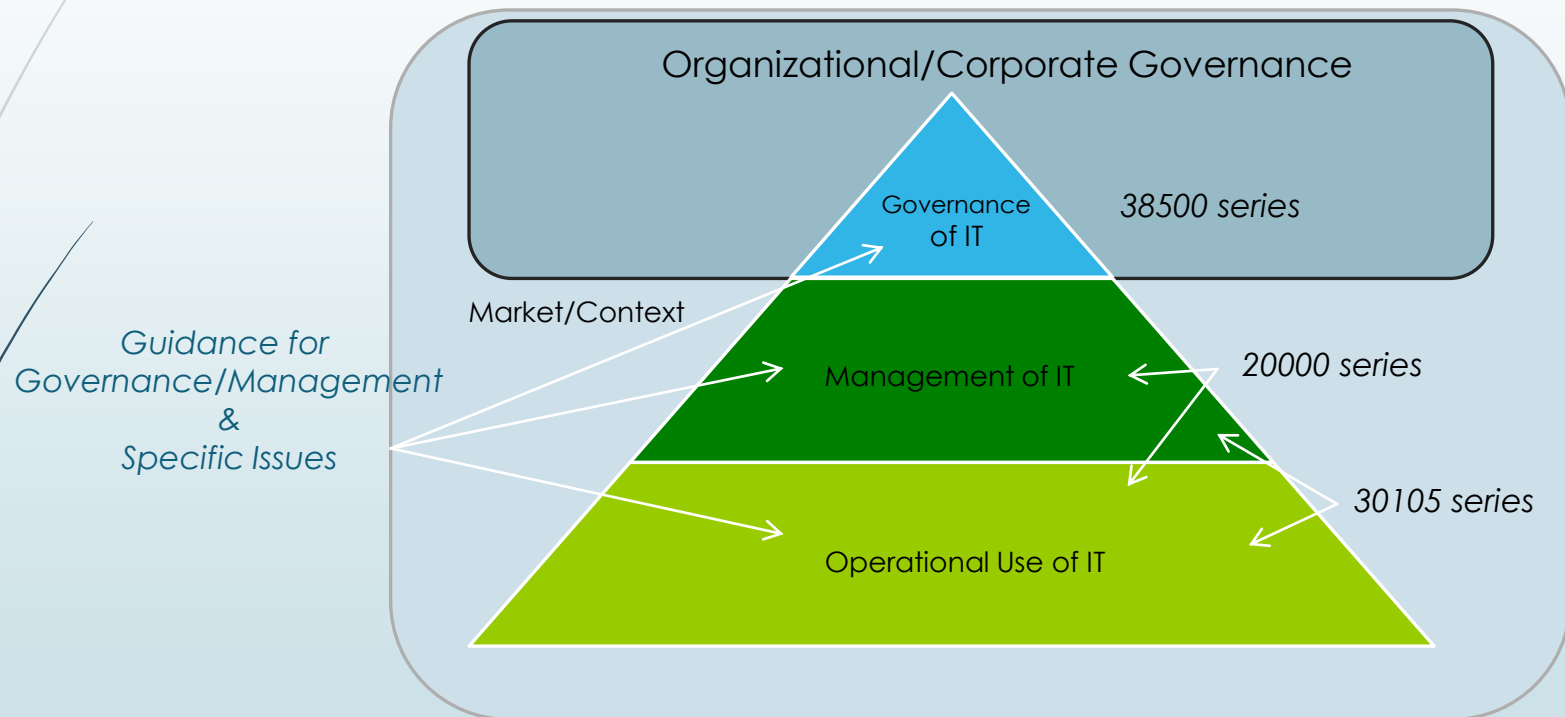 Organizational/Corporate Governance
Governance
of IT
38500 series
Market/Context
Guidance for
Governance/Management
&
Specific Issues
Management of IT
20000 series
30105 series
Operational Use of IT